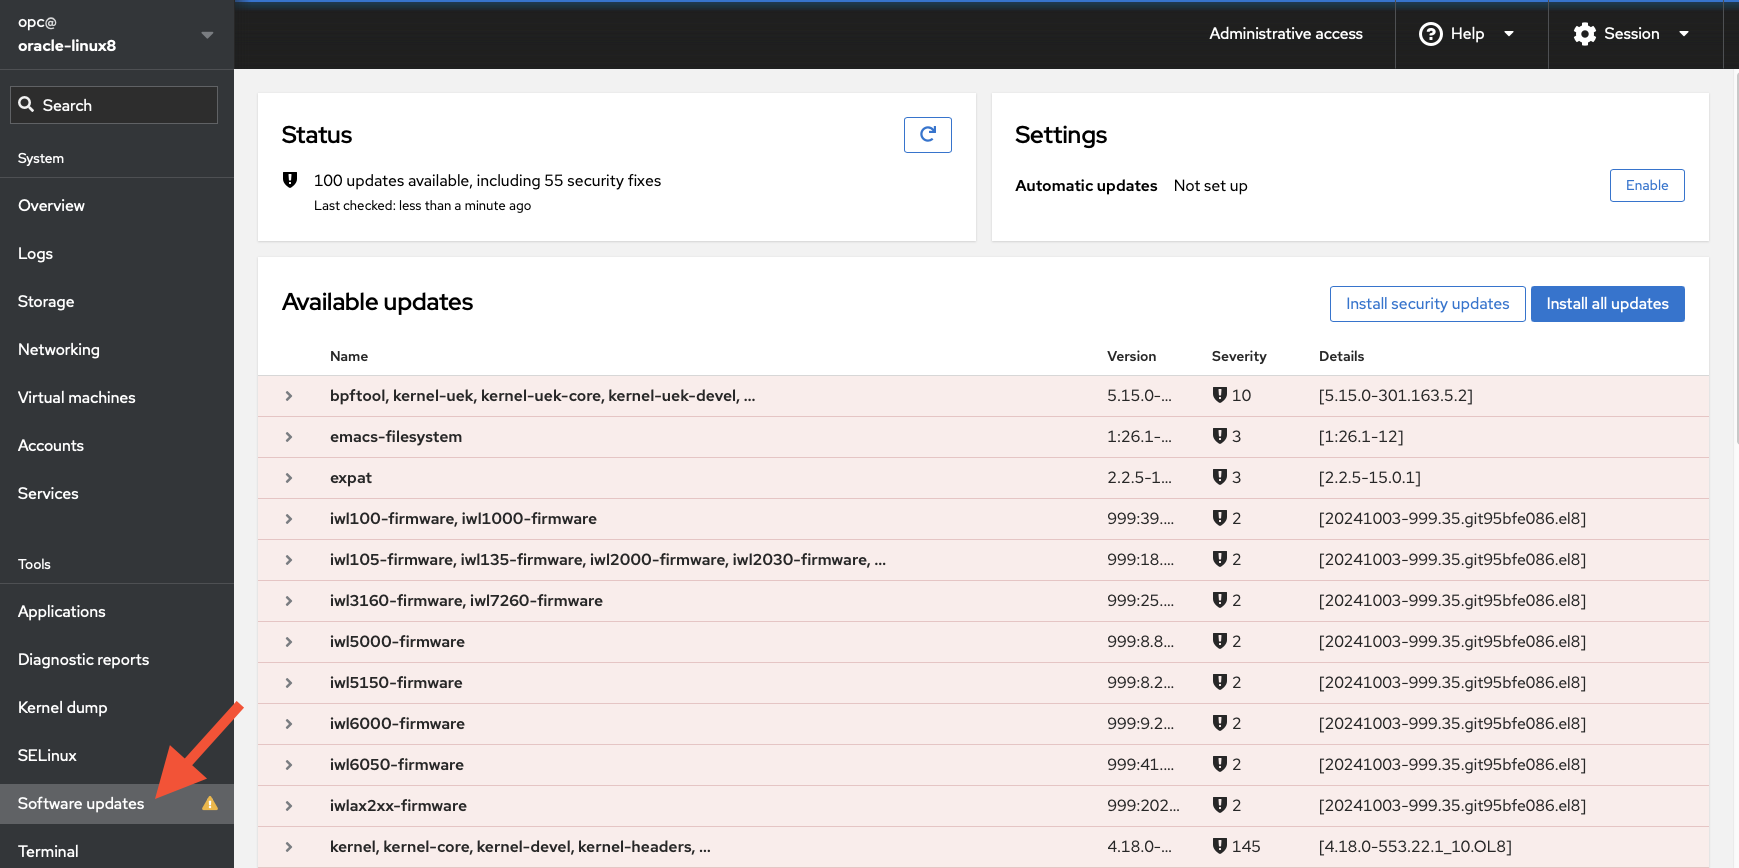 opc@
oracle-linux8
Administrative access
Help
Session
Search
System
Overview
Logs
Storage
Networking
Virtual machines
Accounts
Services
Tools
Applications
Diagnostic reports
Kernel dump
SELinux
Software updates
Terminal
Status
100 updates available, including 55 security fixes
Last checked: less than a minute ago
Settings
Automatic updates Not set up Enable
Available updates Install security updates Install all updates
Name Version Severity Details
bpftool, kernel-uek, kernel-uek-core, kernel-uek-devel, ... 5.15.0-... 10 [5.15.0-301.163.5.2]
emacs-filesystem 1:26.1-... 3 [1:26.1-12]
expat 2.2.5-1... 3 [2.2.5-15.0.1]
iwl100-firmware, iwl1000-firmware 999:39.... 2 [20241003-999.35.git95bfe086.el8]
iwl105-firmware, iwl135-firmware, iwl2000-firmware, iwl2030-firmware, ... 999:18.... 2 [20241003-999.35.git95bfe086.el8]
iwl3160-firmware, iwl7260-firmware 999:25.... 2 [20241003-999.35.git95bfe086.el8]
iwl5000-firmware 999:8.8... 2 [20241003-999.35.git95bfe086.el8]
iwl5150-firmware 999:8.2... 2 [20241003-999.35.git95bfe086.el8]
iwl6000-firmware 999:9.2... 2 [20241003-999.35.git95bfe086.el8]
iwl6050-firmware 999:41.... 2 [20241003-999.35.git95bfe086.el8]
iwlax2xx-firmware 999:202... 2 [20241003-999.35.git95bfe086.el8]
kernel, kernel-core, kernel-devel, kernel-headers, ... 4.18.0-... 145 [4.18.0-553.22.1_10.OL8]